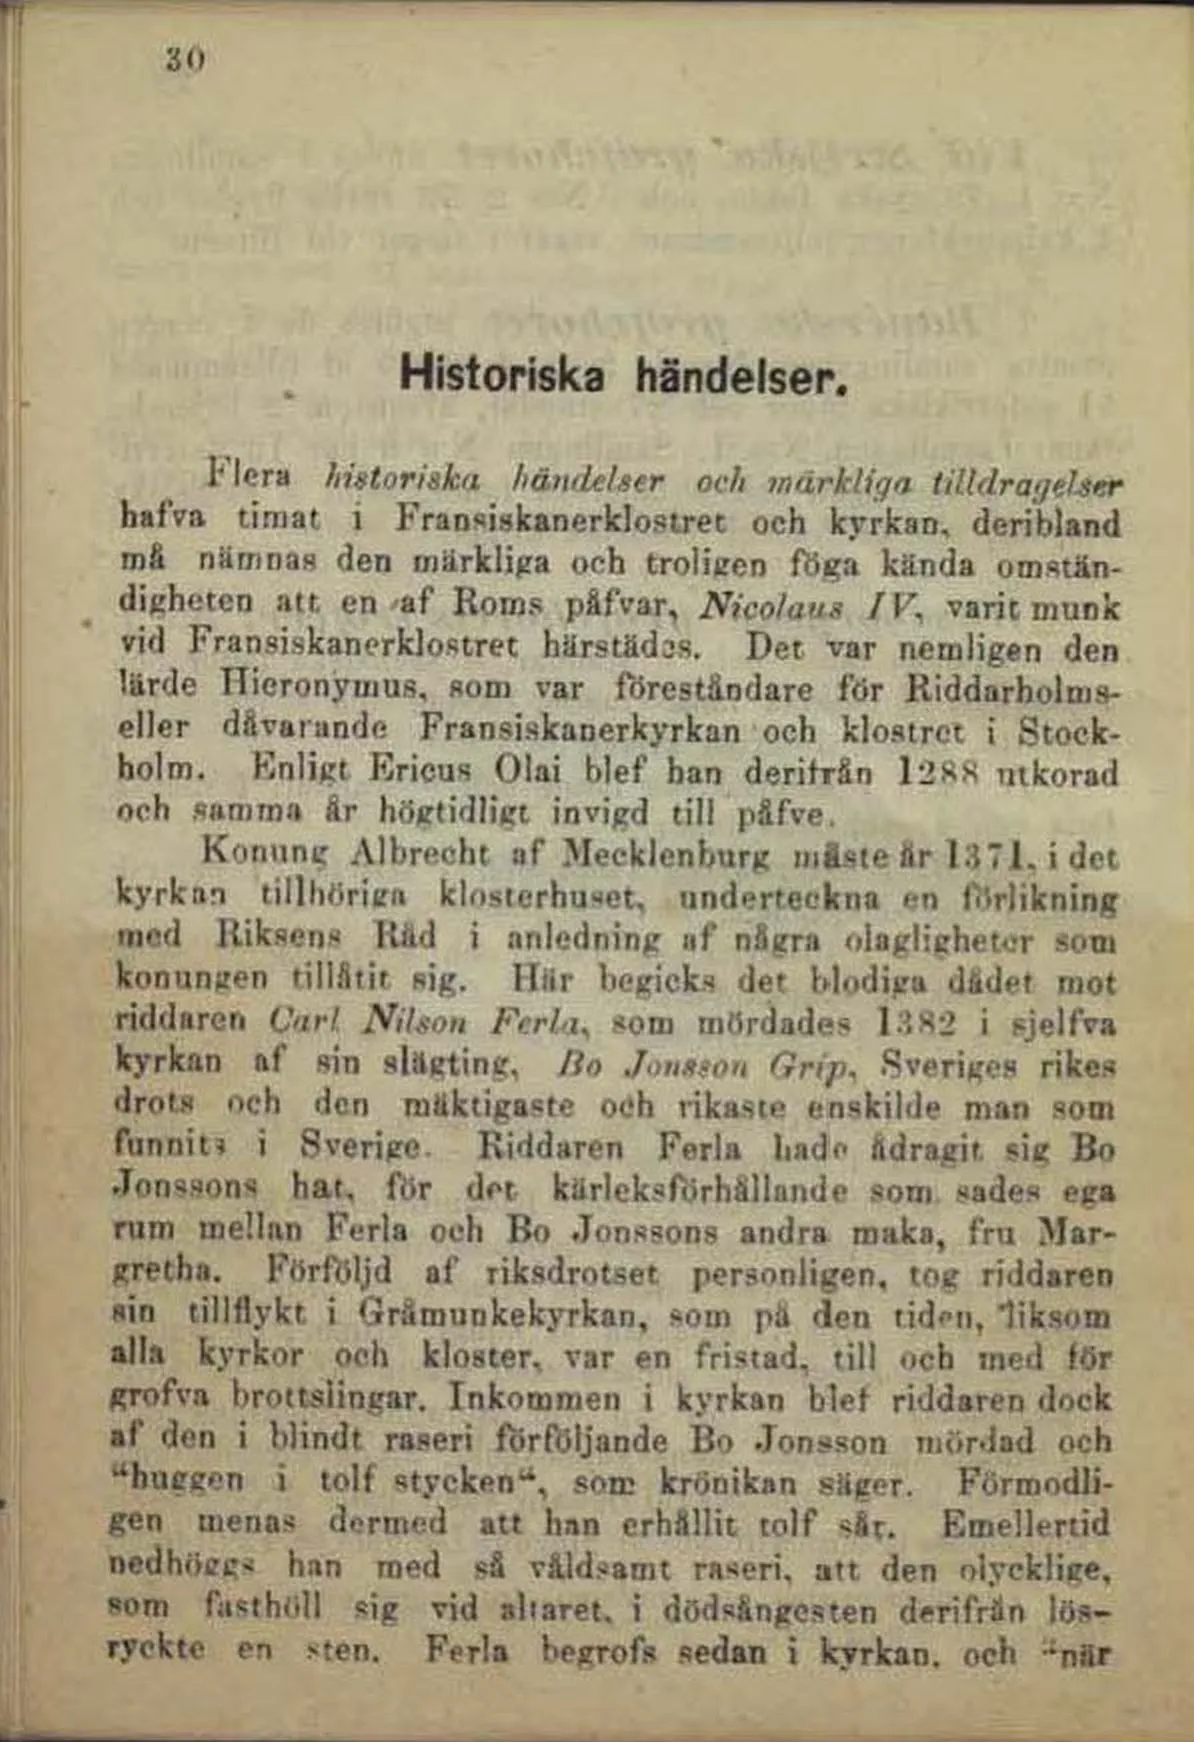 30
Historiska händelser.
Flera historiska händelser och märkliga tilldragelser
hafva timat i Fransiskanerklostret och kyrkan, deribland
må nämnas den märkliga och troligen föga kända omstän-
digheten att en af Roms påfvar, Nicolaus IV, varit munk
vid Fransiskanerklostret härstädes. Det var nemligen den
lärde Hieronymus, som var föreståndare för Riddarholms-
eller dåvarande Fransiskanerkyrkan och klostret i Stock-
holm. Enligt Ericus Olai blef han derifrån 1288 utkorad
och samma år högtidligt invigd till påfve.
Konung Albrecht af Mecklenburg måste år 1371, i det
kyrkan tillhöriga klosterhuset, underteckna en förlikning
med Riksens Råd i anledning af några olagligheter som
konungen tillåtit sig. Här begicks det blodiga dådet mot
riddaren Carl Nilson Ferla, som mördades 1382 i sjelfva
kyrkan af sin slägting, Bo Jonsson Grip, Sveriges rikes
drots och den mäktigaste och rikaste enskilde man som
funnits i Sverige. Riddaren Ferla hade ådragit sig Bo
Jonssons hat, för det kärleksförhållande som sades ega
rum mellan Ferla och Bo Jonssons andra maka, fru Mar-
gretha. Förföljd af riksdrotset personligen, tog riddaren
sin tillflykt i Gråmunkekyrkan, som på den tiden, liksom
alla kyrkor och kloster, var en fristad, till och med för
grofva brottslingar. Inkommen i kyrkan blef riddaren dock
af den i blindt raseri förföljande Bo Jonsson mördad och
“huggen i tolf stycken“, som krönikan säger. Förmodli-
gen menas dermed att han erhållit tolf sår. Emellertid
nedhöggs han med så våldsamt raseri, att den olycklige,
som fasthöll sig vid altaret, i dödsångesten derifrån lös-
ryckte en sten. Ferla begrofs sedan i kyrkan, och “när